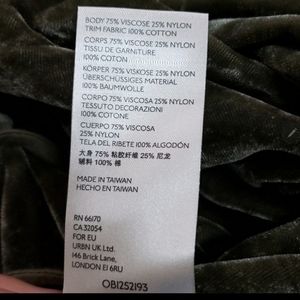 BODY 75% VISCOSE 25% NYLON
TRIM FABRIC 100% COTTON
CORPS 75% VISCOSE 25% NYLON
TISSU DE GARNITURE
100% COTON
KÖRPER 75% VISKOSE 25% NYLON
ÜBERSCHÜSSIGES MATERIAL
100% BAUMWOLLE
CORPO 75% VISCOSA 25% NYLON
TESSUTO DECORAZIONI
100% COTONE
CUERPO 75% VISCOSA
25% NYLON
TELA DEL RIBETE 100% ALGODÓN
大身 75% 粘胶纤维 25% 尼龙
辅料 100% 棉
MADE IN TAIWAN
HECHO EN TAIWAN
RN 66170
CA 32054
FOR EU
URBN UK Ltd.
146 Brick Lane,
LONDON E1 6RU
OB1252193